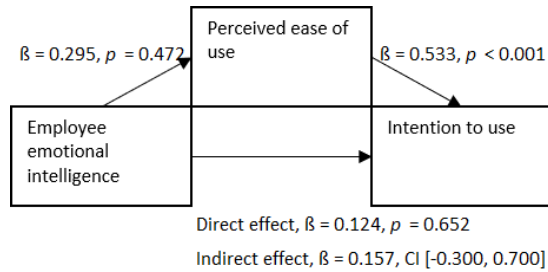 Perceived ease of
use
ß = 0.295, p = 0.472
ß = 0.533, p < 0.001
Employee
emotional
intelligence
Intention to use
Direct effect, ß = 0.124, p = 0.652
Indirect effect, ß = 0.157, CI [-0.300, 0.700]